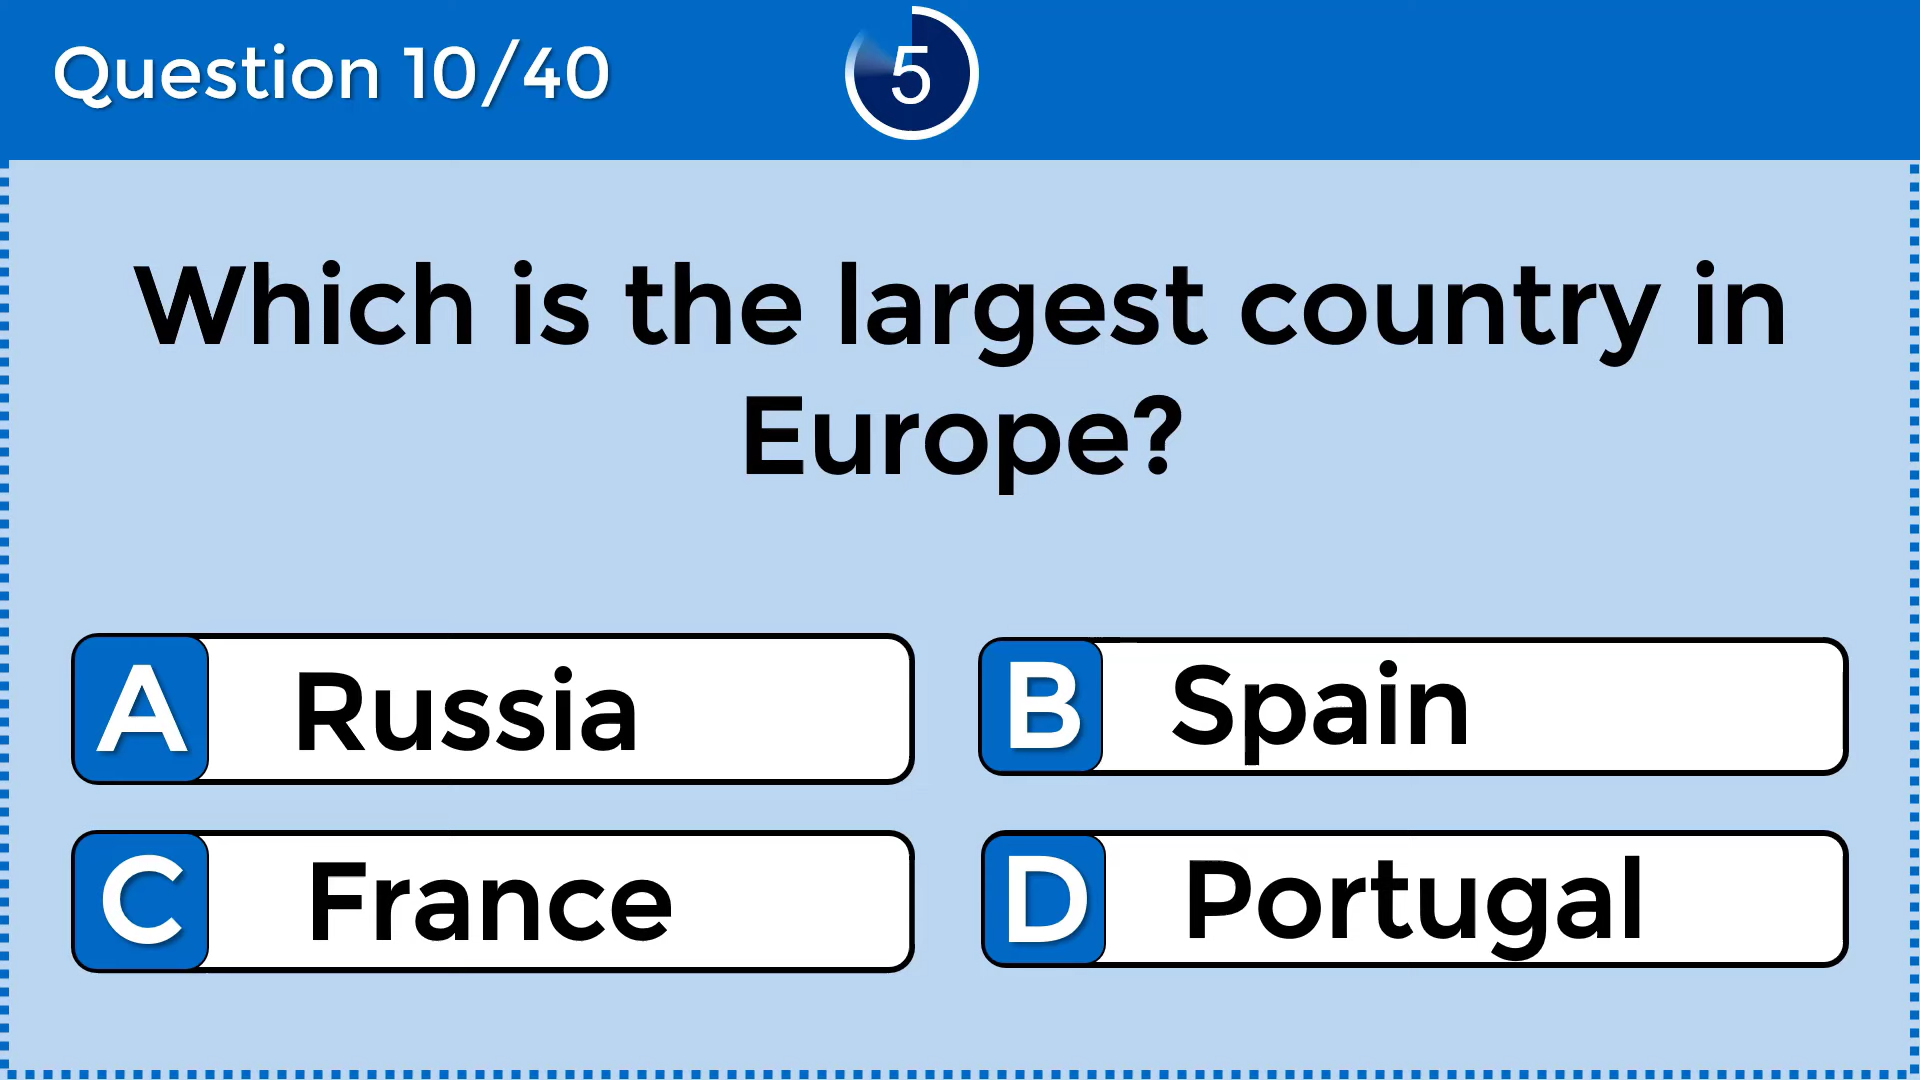 Question 10/40
5
Which is the largest country in
Europe?
A Russia
B Spain
C France
D Portugal